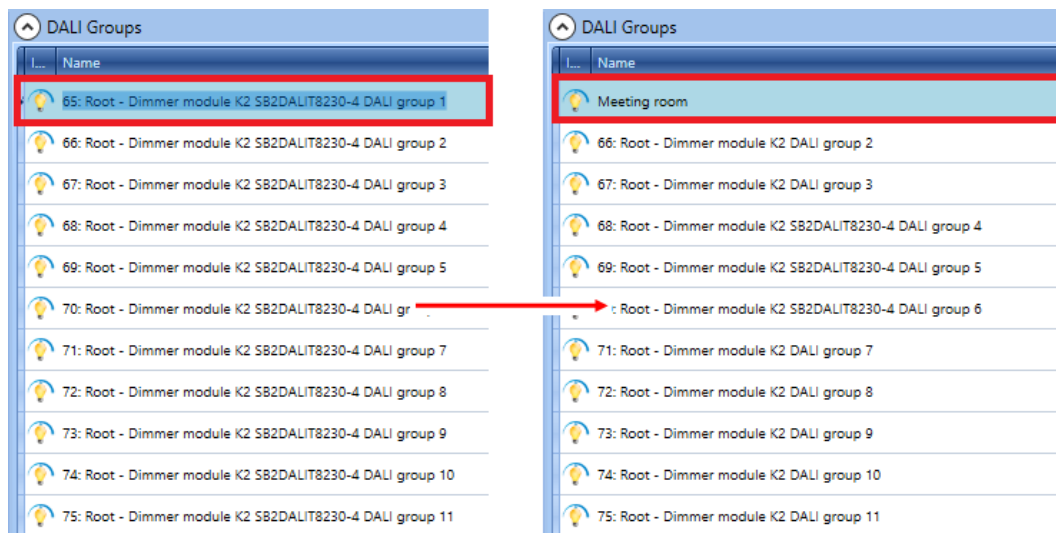 DALI Groups
I... Name
65: Root - Dimmer module K2 SB2DALIT8230-4 DALI group 1
66: Root - Dimmer module K2 SB2DALIT8230-4 DALI group 2
67: Root - Dimmer module K2 SB2DALIT8230-4 DALI group 3
68: Root - Dimmer module K2 SB2DALIT8230-4 DALI group 4
69: Root - Dimmer module K2 SB2DALIT8230-4 DALI group 5
70: Root - Dimmer module K2 SB2DALIT8230-4 DALI gr
71: Root - Dimmer module K2 SB2DALIT8230-4 DALI group 7
72: Root - Dimmer module K2 SB2DALIT8230-4 DALI group 8
73: Root - Dimmer module K2 SB2DALIT8230-4 DALI group 9
74: Root - Dimmer module K2 SB2DALIT8230-4 DALI group 10
75: Root - Dimmer module K2 SB2DALIT8230-4 DALI group 11
DALI Groups
I... Name
Meeting room
66: Root - Dimmer module K2 DALI group 2
67: Root - Dimmer module K2 DALI group 3
68: Root - Dimmer module K2 SB2DALIT8230-4 DALI group 4
69: Root - Dimmer module K2 SB2DALIT8230-4 DALI group 5
: Root - Dimmer module K2 SB2DALIT8230-4 DALI group 6
71: Root - Dimmer module K2 DALI group 7
72: Root - Dimmer module K2 DALI group 8
73: Root - Dimmer module K2 DALI group 9
74: Root - Dimmer module K2 DALI group 10
75: Root - Dimmer module K2 DALI group 11